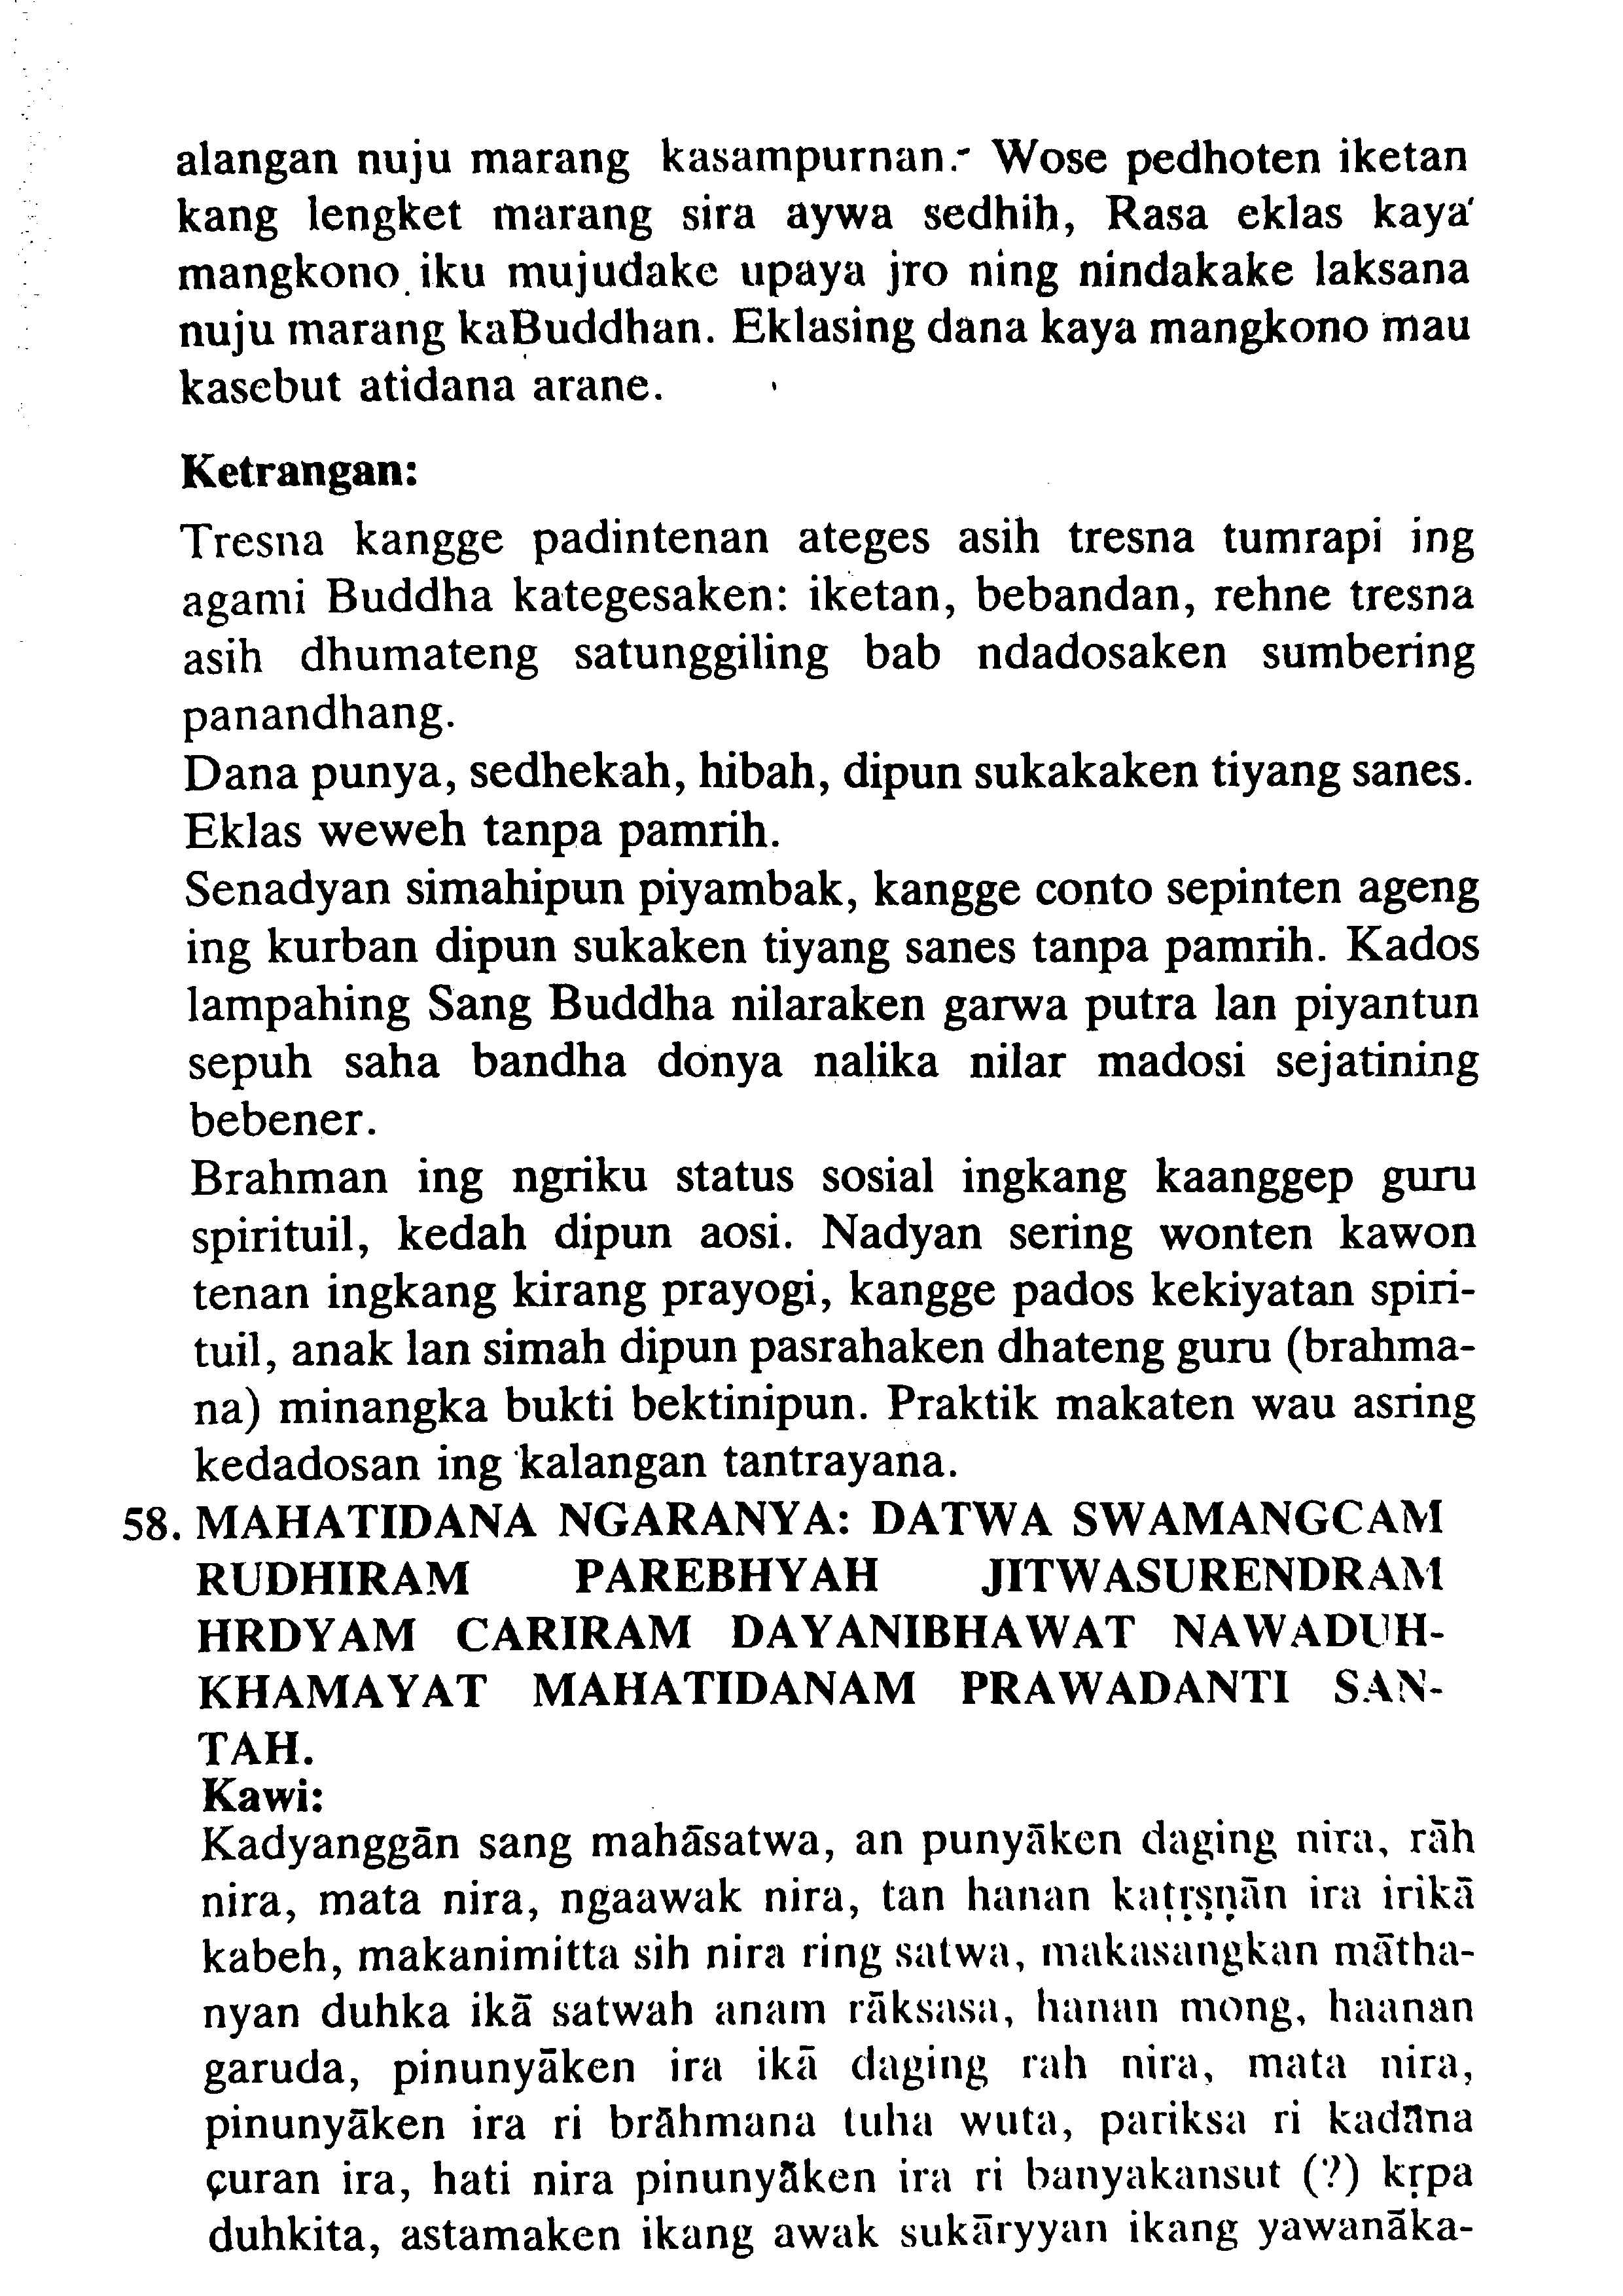 alangan nuju marang kasampurnan. Wose pedhoten iketan
kang lengket marang sira aywa sedhih, Rasa eklas kaya
mangkono iku mujudake upaya jro ning nindakake laksana
nuju marang kaBuddhan. Eklasing dana kaya mangkono mau
kasebut atidana arane.
Ketrangan:
Tresna kangge padintenan ateges asih tresna tumrapi ing
agami Buddha kategesaken: iketan, bebandan, rehne tresna
asih dhumateng satunggiling bab ndadosaken sumbering
panandhang.
Dana punya, sedhekah, hibah, dipun sukakaken tiyang sanes.
Eklas weweh tanpa pamrih.
Senadyan simahipun piyambak, kangge conto sepinten ageng
ing kurban dipun sukaken tiyang sanes tanpa pamrih. Kados
lampahing Sang Buddha nilaraken garwa putra lan piyantun
sepuh saha bandha donya nalika nilar madosi sejatining
bebener.
Brahman ing ngriku status sosial ingkang kaanggep guru
spirituil, kedah dipun aosi. Nadyan sering wonten kawon
tenan ingkang kirang prayogi, kangge pados kekiyatan spiri-
tuil, anak lan simah dipun pasrahaken dhateng guru (brahma-
na) minangka bukti bektinipun. Praktik makaten wau asring
kedadosan ing kalangan tantrayana.
58. MAHATIDANA NGARANYA: DATWA SWAMANGCAM
RUDHIRAM PAREBHYAH JITWASURENDRAM
HRDYAM CARIRAM DAYANIBHAWAT NAWADUH-
KHAMAYAT MAHATIDANAM PRAWADANTI SAN-
TAH.
Kawi:
Kadyanggān sang mahāsatwa, an punyāken daging nira, rāh
nira, mata nira, ngaawak nira, tan hanan kaṭṛṣṇān ira irikā
kabeh, makanimitta sih nira ring satwa, makasangkan mātha-
nyan duhka ikā satwah anam rāksasa, hanan mong, haanan
garuda, pinunyāken ira ikā daging rah nira, mata nira,
pinunyāken ira ri brāhmana tuha wuta, pariksa ri kadāna
çuran ira, hati nira pinunyāken ira ri banyakansut (?) kṛpa
duhkita, astamaken ikang awak sukāryyan ikang yawanāka-